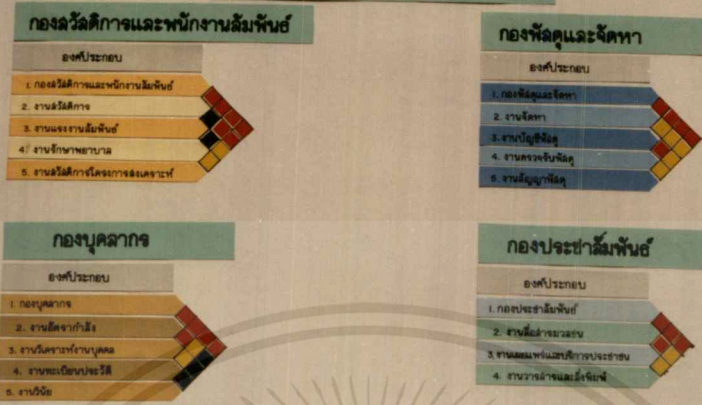 กองสวัสดิการและพนักงานสัมพันธ์
องค์ประกอบ
1. กองสวัสดิการและพนักงานสัมพันธ์
2. งานสวัสดิการ
3. งานแรงงานสัมพันธ์
4. งานรักษาพยาบาล
5. งานสวัสดิการโครงการสงเคราะห์
กองพัสดุและจัดหา
องค์ประกอบ
1. กองพัสดุและจัดหา
2. งานจัดหา
3. งานบัญชีพัสดุ
4. งานตรวจรับพัสดุ
5. งานสัญญาพัสดุ
กองบุคลากร
องค์ประกอบ
1. กองบุคลากร
2. งานอัตรากำลัง
3. งานวิเคราะห์งานบุคคล
4. งานทะเบียนประวัติ
5. งานวินัย
กองประชาสัมพันธ์
องค์ประกอบ
1. กองประชาสัมพันธ์
2. งานสื่อสารมวลชน
3. งานเผยแพร่และบริการประชาชน
4. งานวารสารและสิ่งพิมพ์